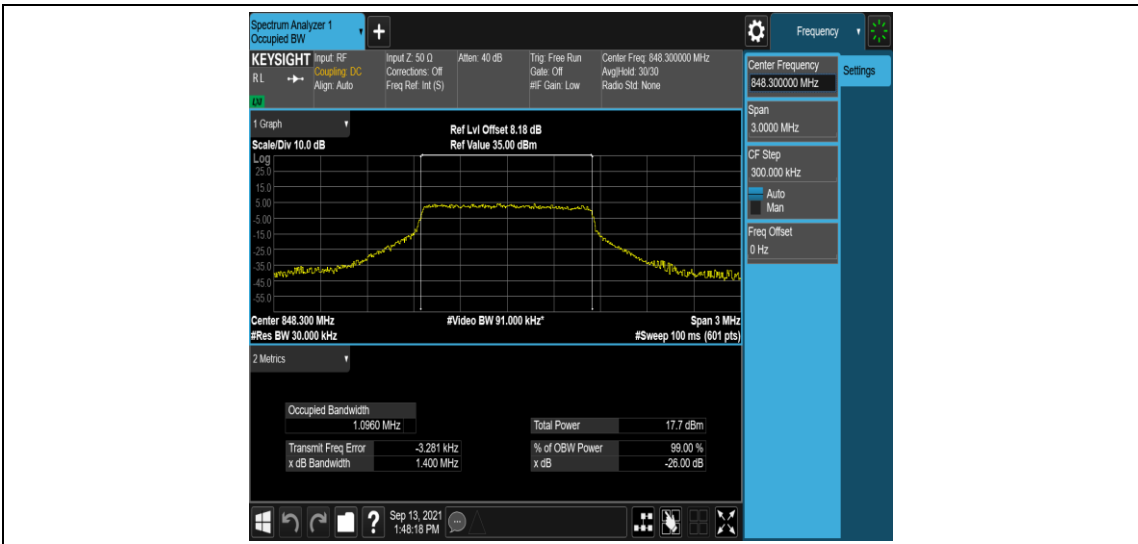 Spectrum Analyzer 1
Occupied BW
+
Frequency
KEYSIGHT
RL
LXI
Input: RF
Coupling: DC
Align: Auto
Input Z: 50 Ω
Corrections: Off
Freq Ref: Int (S)
Atten: 40 dB
Trig: Free Run
Gate: Off
#IF Gain: Low
Center Freq: 848.300000 MHz
Avg|Hold: 30/30
Radio Std: None
Center Frequency
848.300000 MHz
Settings
Span
3.0000 MHz
CF Step
300.000 kHz
Auto
Man
Freq Offset
0 Hz
1 Graph
Scale/Div 10.0 dB
Ref Lvl Offset 8.18 dB
Ref Value 35.00 dBm
Log
25.0
15.0
5.00
-5.00
-15.0
-25.0
-35.0
-45.0
-55.0
Center 848.300 MHz
#Video BW 91.000 kHz*
Span 3 MHz
#Res BW 30.000 kHz
#Sweep 100 ms (601 pts)
2 Metrics
Occupied Bandwidth
1.0960 MHz
Total Power 17.7 dBm
Transmit Freq Error -3.281 kHz
% of OBW Power 99.00 %
x dB Bandwidth 1.400 MHz
x dB -26.00 dB
?
Sep 13, 2021
1:48:18 PM